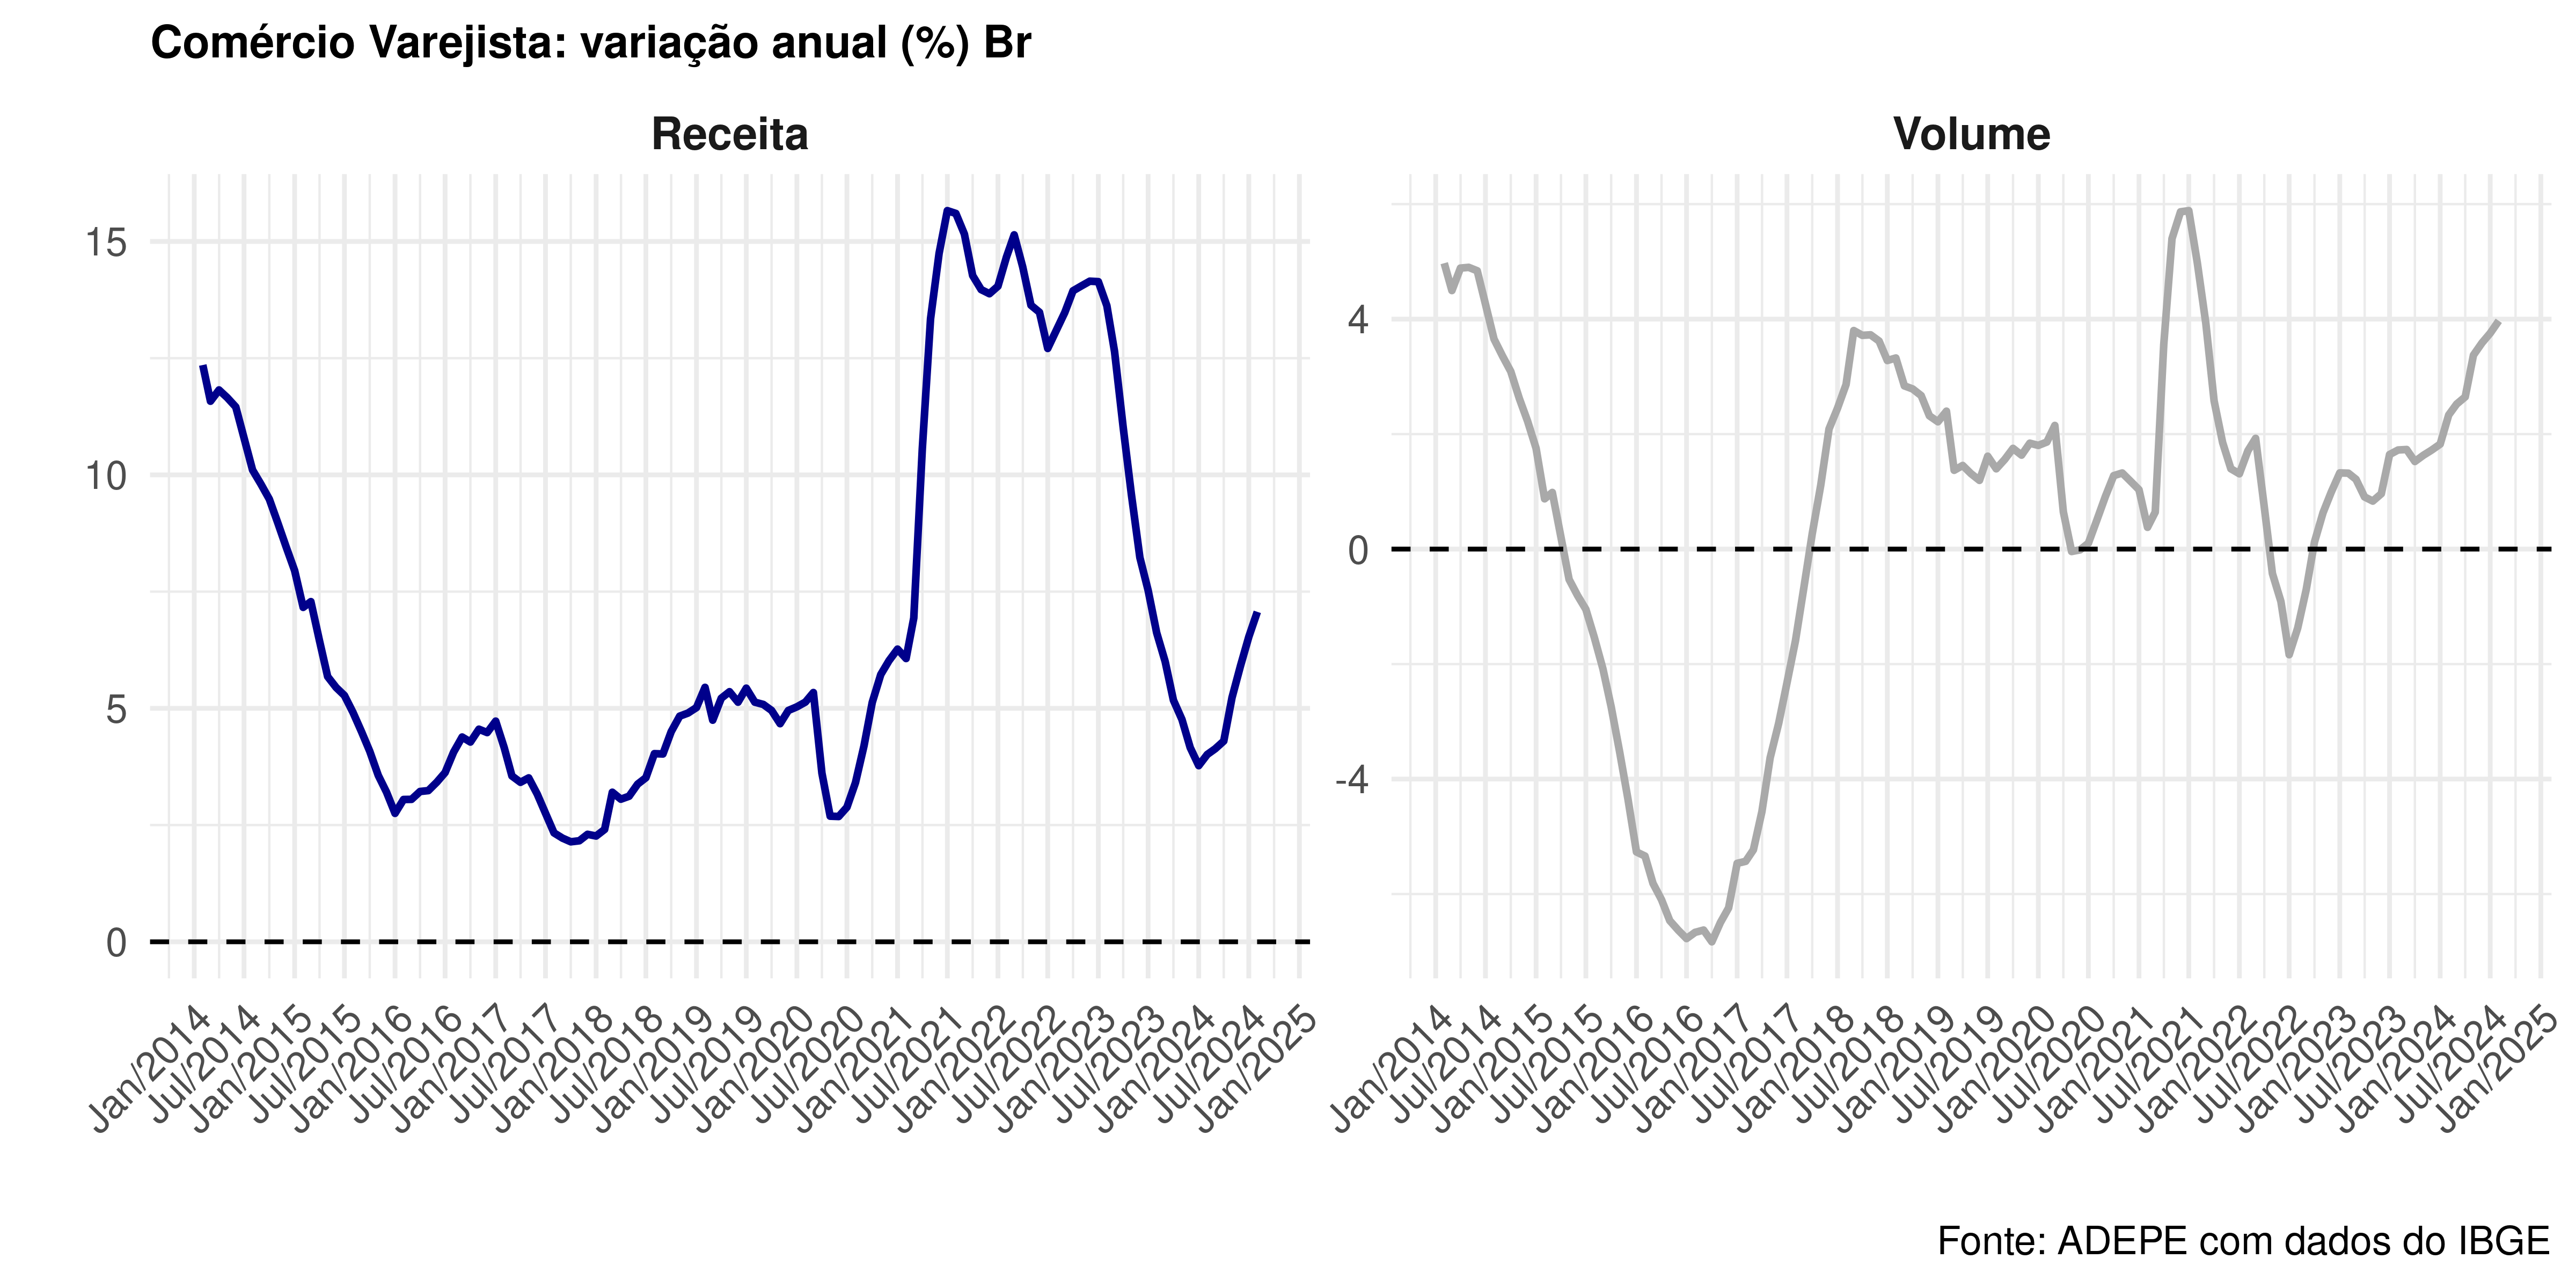 Comércio Varejista: variação anual (%) Br
Receita
Volume
15
10
5
0
4
0
-4
Jan/2014
Jul/2014
Jan/2015
Jul/2015
Jan/2016
Jul/2016
Jan/2017
Jul/2017
Jan/2018
Jul/2018
Jan/2019
Jul/2019
Jan/2020
Jul/2020
Jan/2021
Jul/2021
Jan/2022
Jul/2022
Jan/2023
Jul/2023
Jan/2024
Jul/2024
Jan/2025
Jan/2014
Jul/2014
Jan/2015
Jul/2015
Jan/2016
Jul/2016
Jan/2017
Jul/2017
Jan/2018
Jul/2018
Jan/2019
Jul/2019
Jan/2020
Jul/2020
Jan/2021
Jul/2021
Jan/2022
Jul/2022
Jan/2023
Jul/2023
Jan/2024
Jul/2024
Jan/2025
Fonte: ADEPE com dados do IBGE